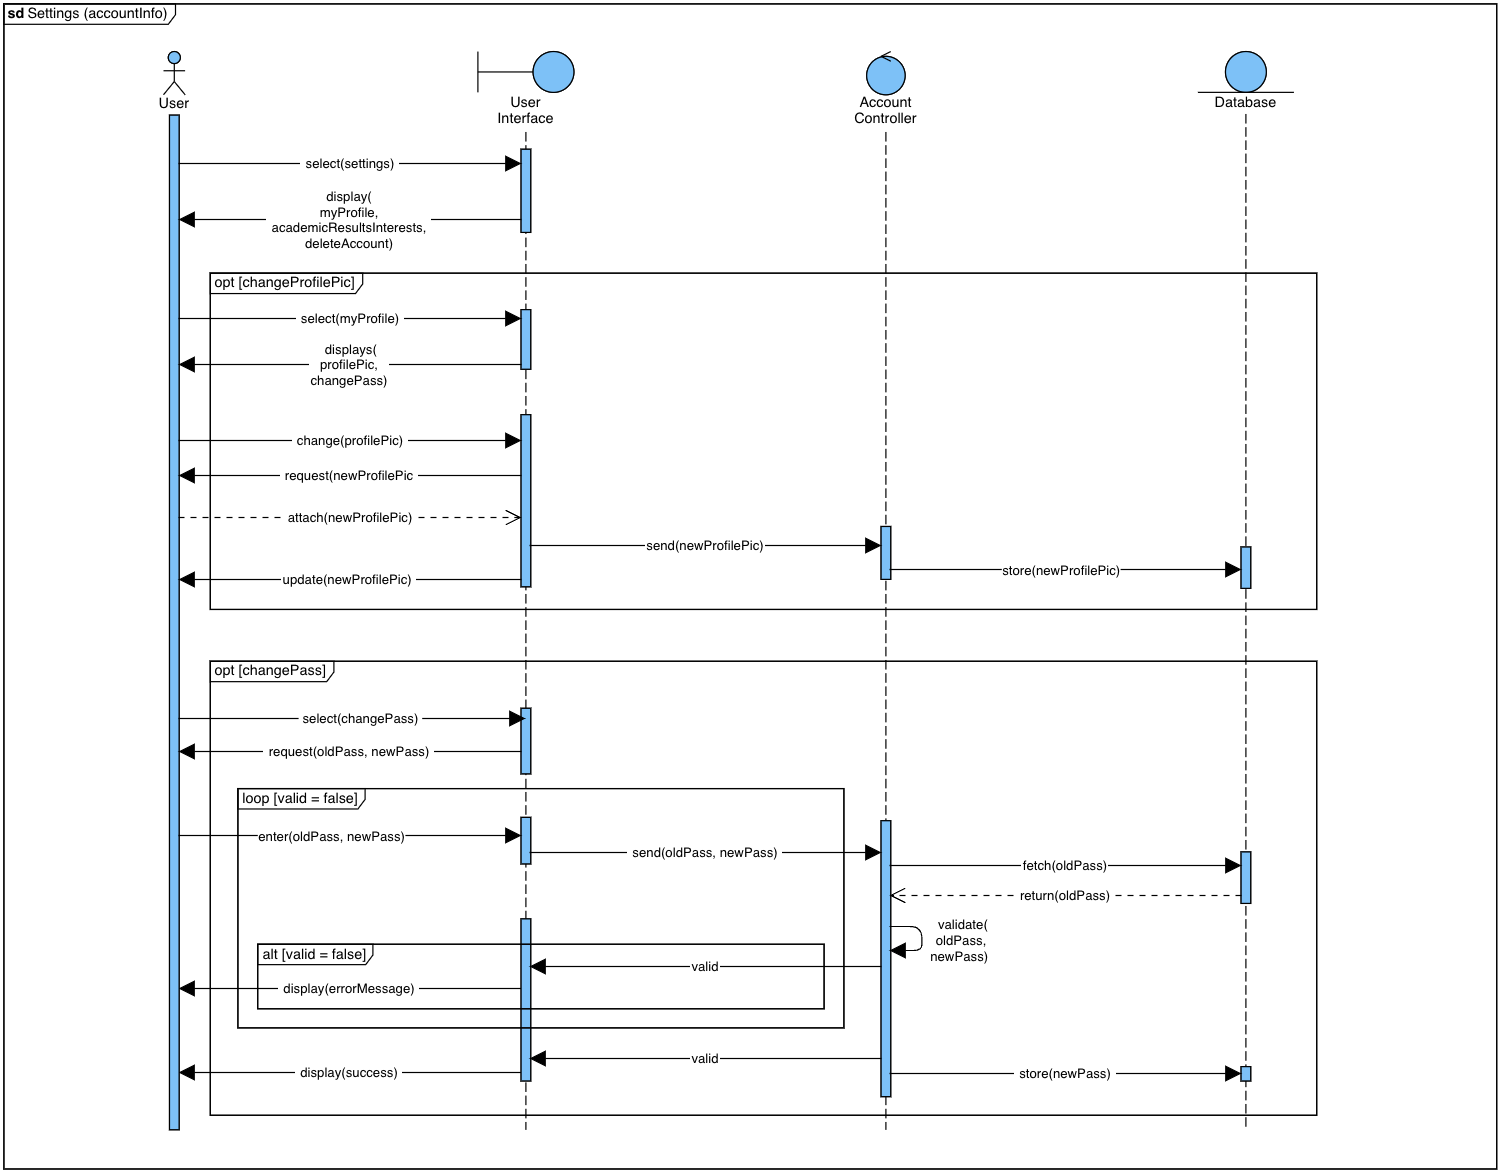 sd Settings (accountInfo)
User
User
Interface
Account
Controller
Database
select(settings)
display(
myProfile,
academicResultsInterests,
deleteAccount)
opt [changeProfilePic]
select(myProfile)
displays(
profilePic,
changePass)
change(profilePic)
request(newProfilePic
attach(newProfilePic)
send(newProfilePic)
store(newProfilePic)
update(newProfilePic)
opt [changePass]
select(changePass)
request(oldPass, newPass)
loop [valid = false]
enter(oldPass, newPass)
send(oldPass, newPass)
fetch(oldPass)
return(oldPass)
validate(
oldPass,
newPass)
alt [valid = false]
valid
display(errorMessage)
valid
display(success)
store(newPass)